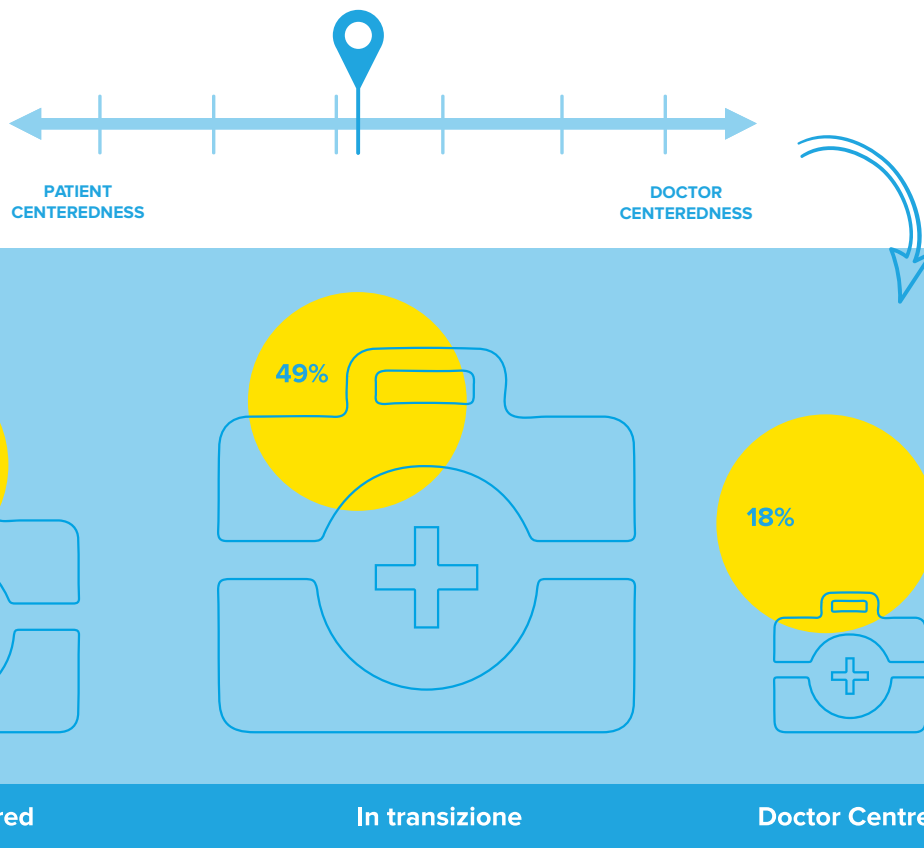 PATIENT
CENTEREDNESS
DOCTOR
CENTEREDNESS
49%
18%
red
In transizione
Doctor Centre